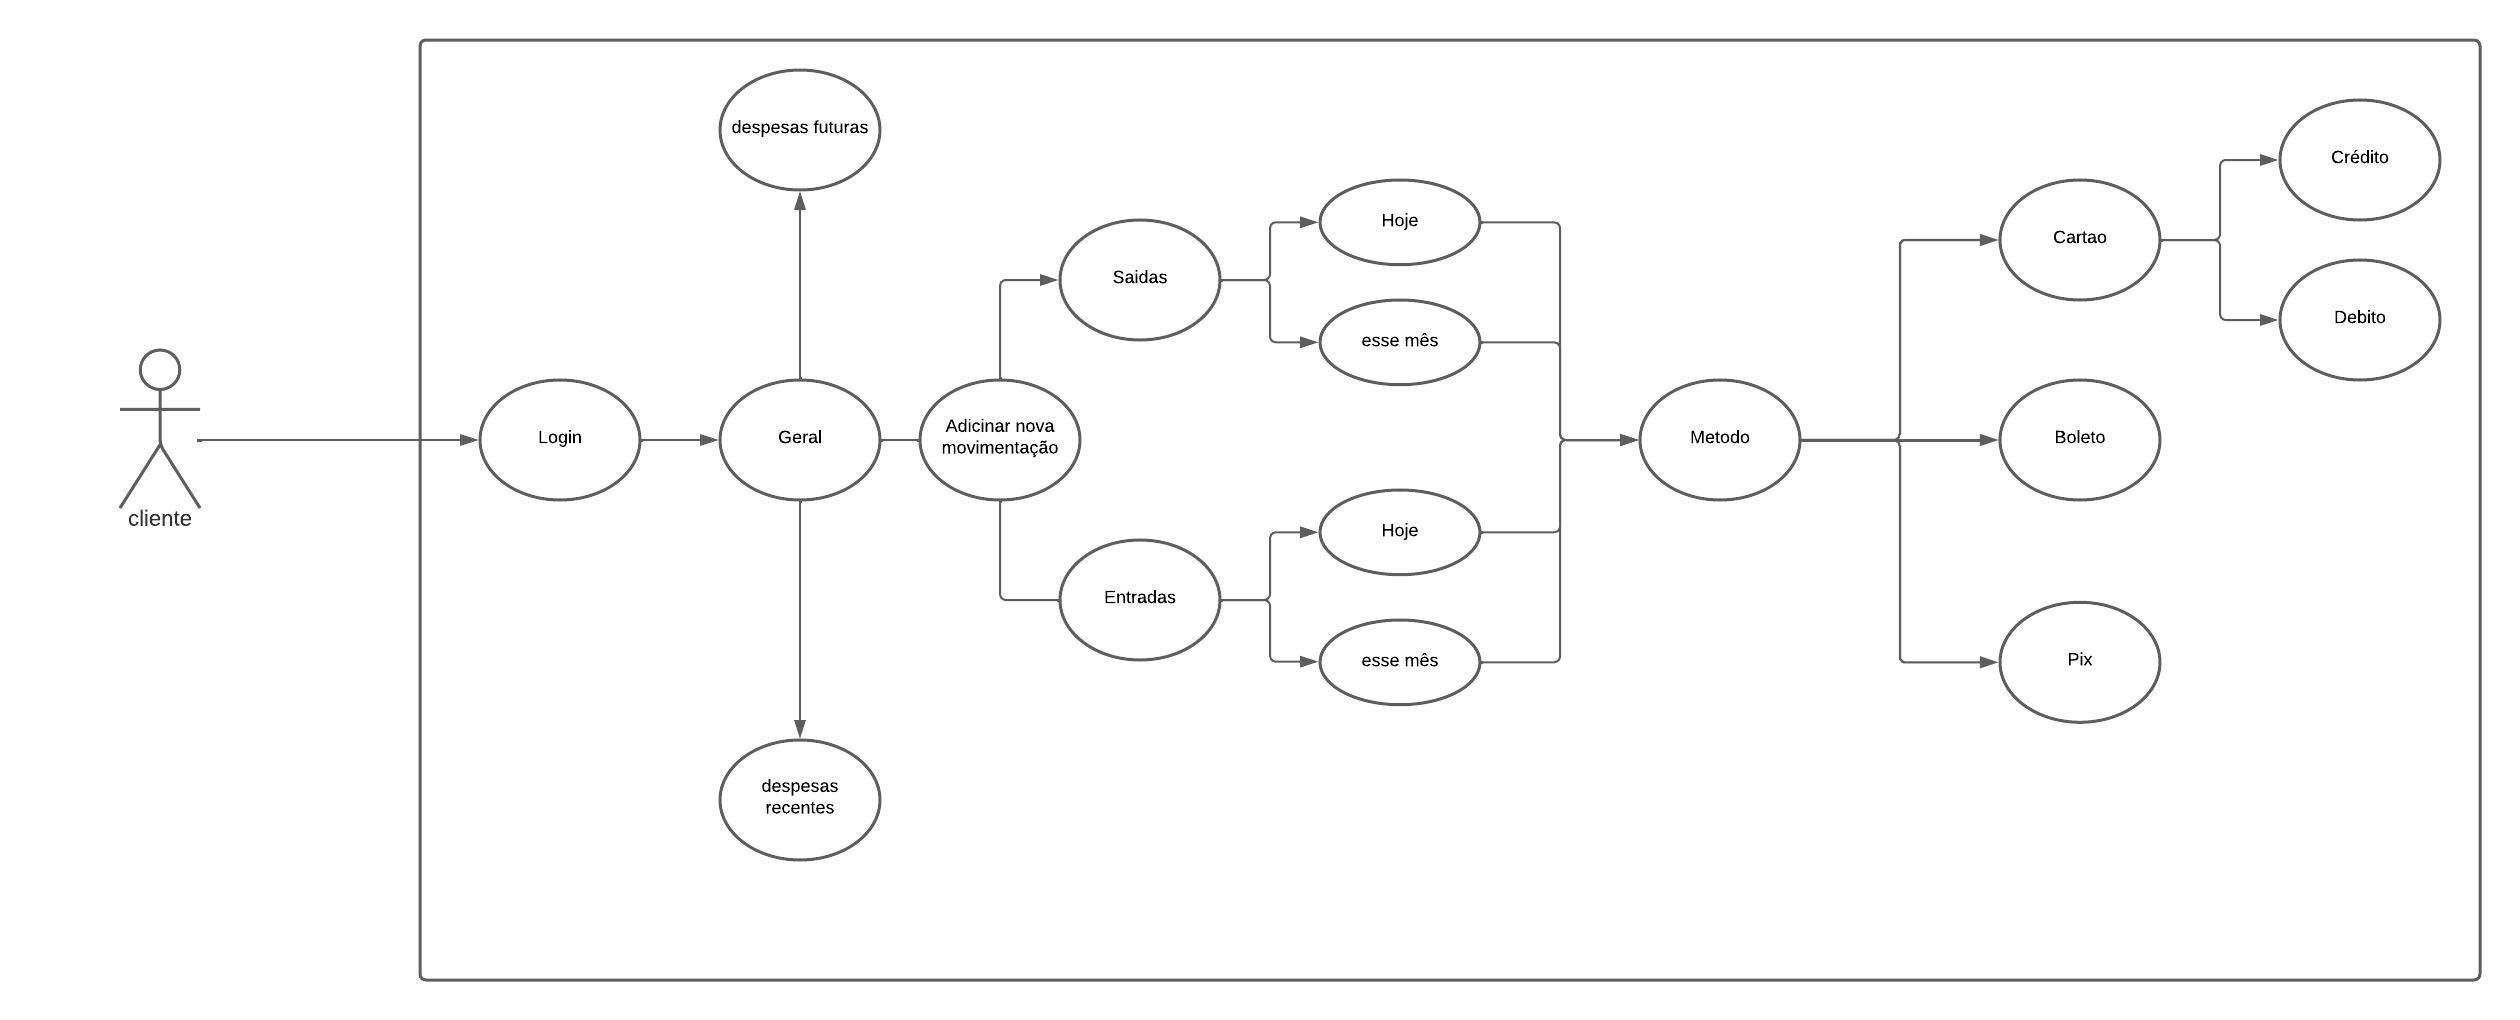 cliente
Login
despesas futuras
Geral
despesas
recentes
Adicinar nova
movimentação
Saidas
Entradas
Hoje
esse mês
Hoje
esse mês
Metodo
Cartao
Boleto
Pix
Crédito
Debito